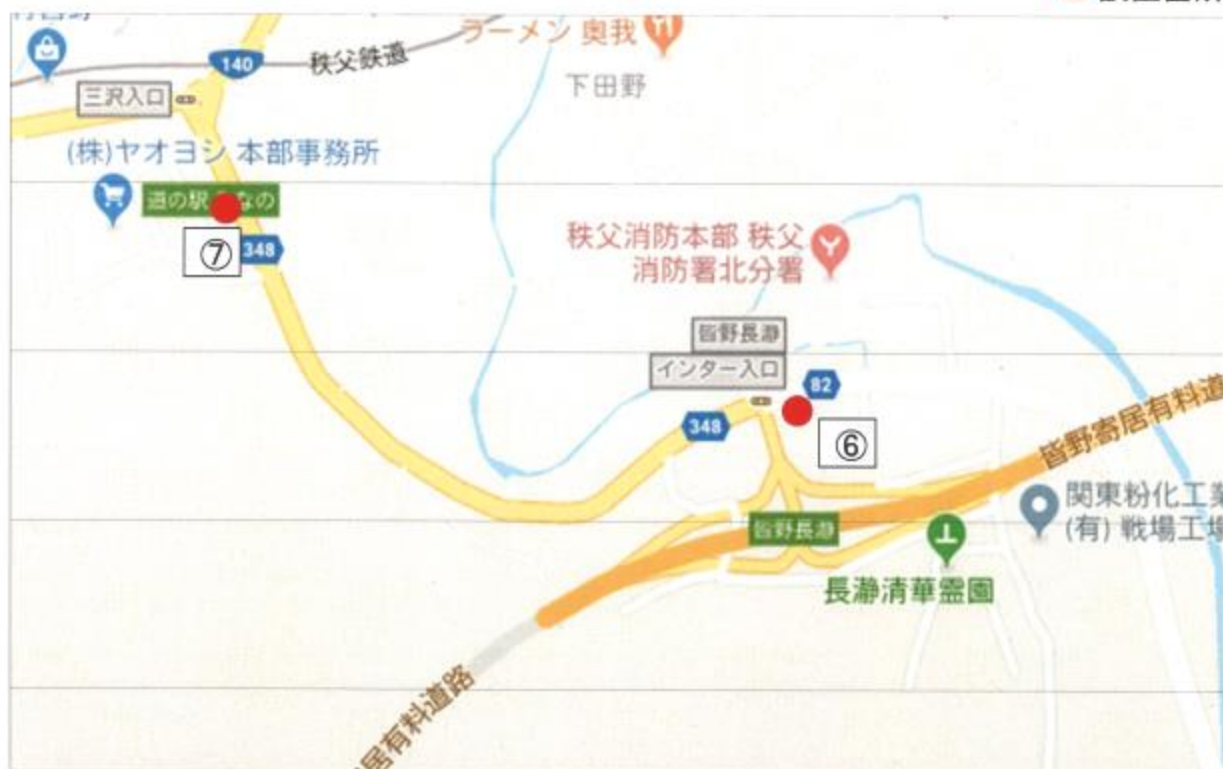 140
秩父鉄道
ラーメン 奥我
下田野
三沢入口
(株)ヤオヨシ 本部事務所
道の駅
なの
⑦
348
秩父消防本部 秩父
消防署北分署
皆野長瀞
インター入口
82
348
⑥
皆野寄居有料道
関東粉化工業
(有) 戦場工場
皆野長瀞
長瀞清華霊園
居有料道路